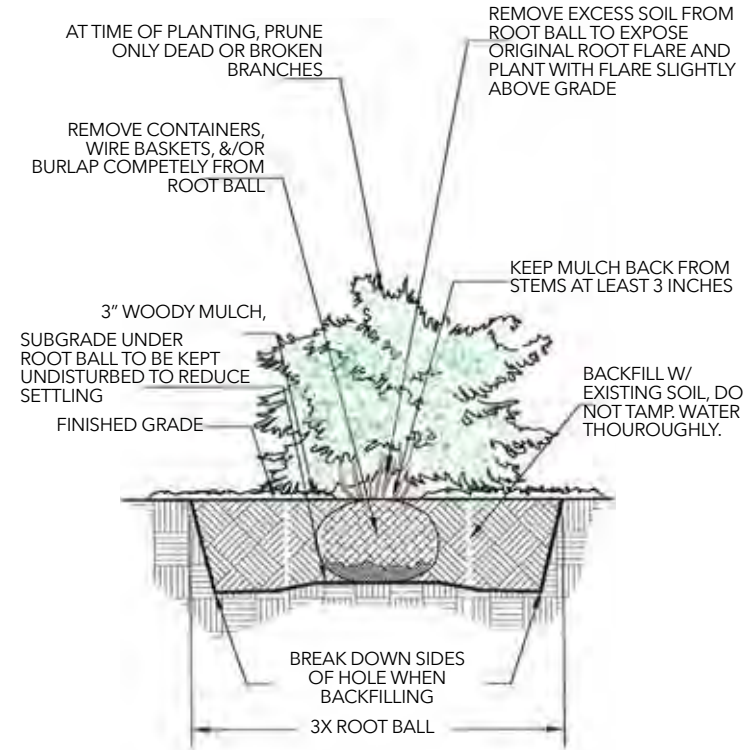 AT TIME OF PLANTING, PRUNE
ONLY DEAD OR BROKEN
BRANCHES
REMOVE EXCESS SOIL FROM
ROOT BALL TO EXPOSE
ORIGINAL ROOT FLARE AND
PLANT WITH FLARE SLIGHTLY
ABOVE GRADE
REMOVE CONTAINERS,
WIRE BASKETS, &/OR
BURLAP COMPETELY FROM
ROOT BALL
KEEP MULCH BACK FROM
STEMS AT LEAST 3 INCHES
3" WOODY MULCH,
SUBGRADE UNDER
ROOT BALL TO BE KEPT
UNDISTURBED TO REDUCE
SETTLING
FINISHED GRADE
BACKFILL W/
EXISTING SOIL, DO
NOT TAMP. WATER
THOUROUGHLY.
BREAK DOWN SIDES
OF HOLE WHEN
BACKFILLING
3X ROOT BALL